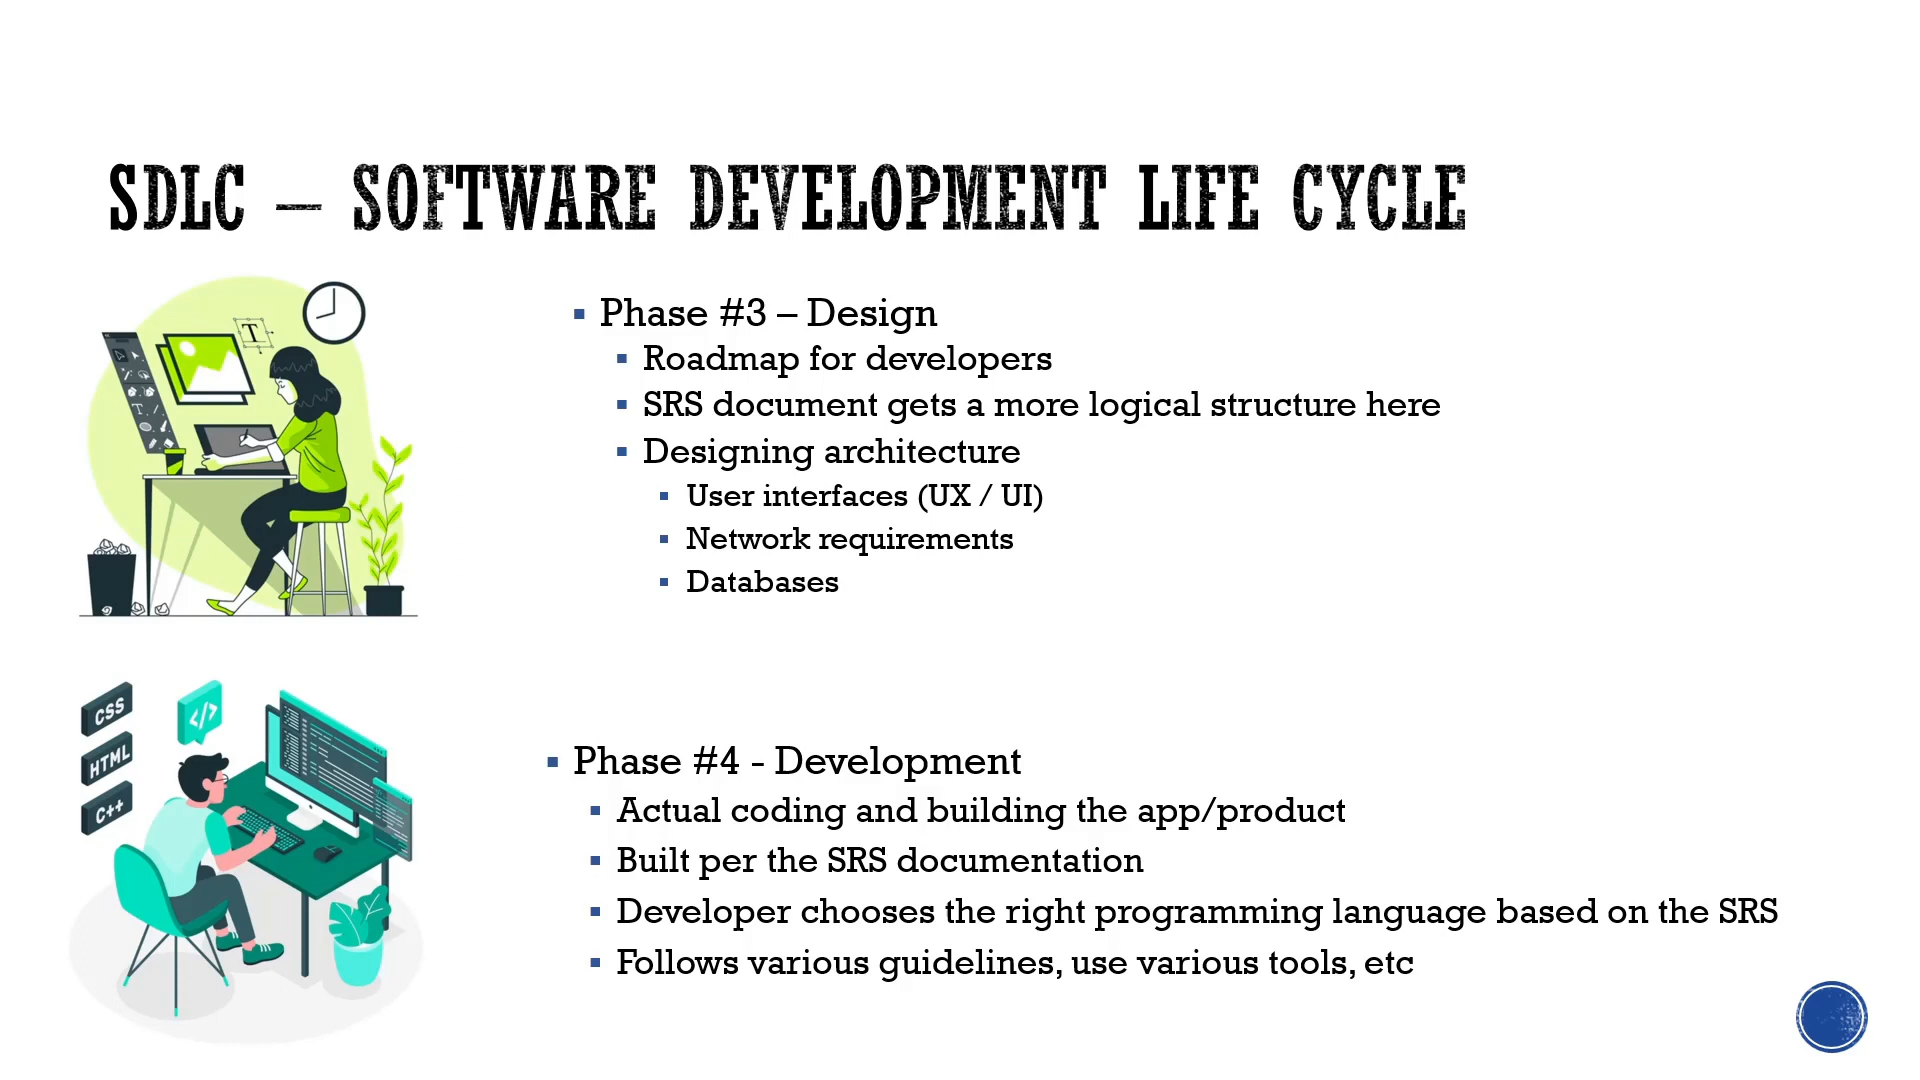 SDLC – SOFTWARE DEVELOPMENT LIFE CYCLE
T
T
Phase #3 – Design
Roadmap for developers
SRS document gets a more logical structure here
Designing architecture
User interfaces (UX / UI)
Network requirements
Databases
CSS
</>
HTML
C++
Phase #4 - Development
Actual coding and building the app/product
Built per the SRS documentation
Developer chooses the right programming language based on the SRS
Follows various guidelines, use various tools, etc